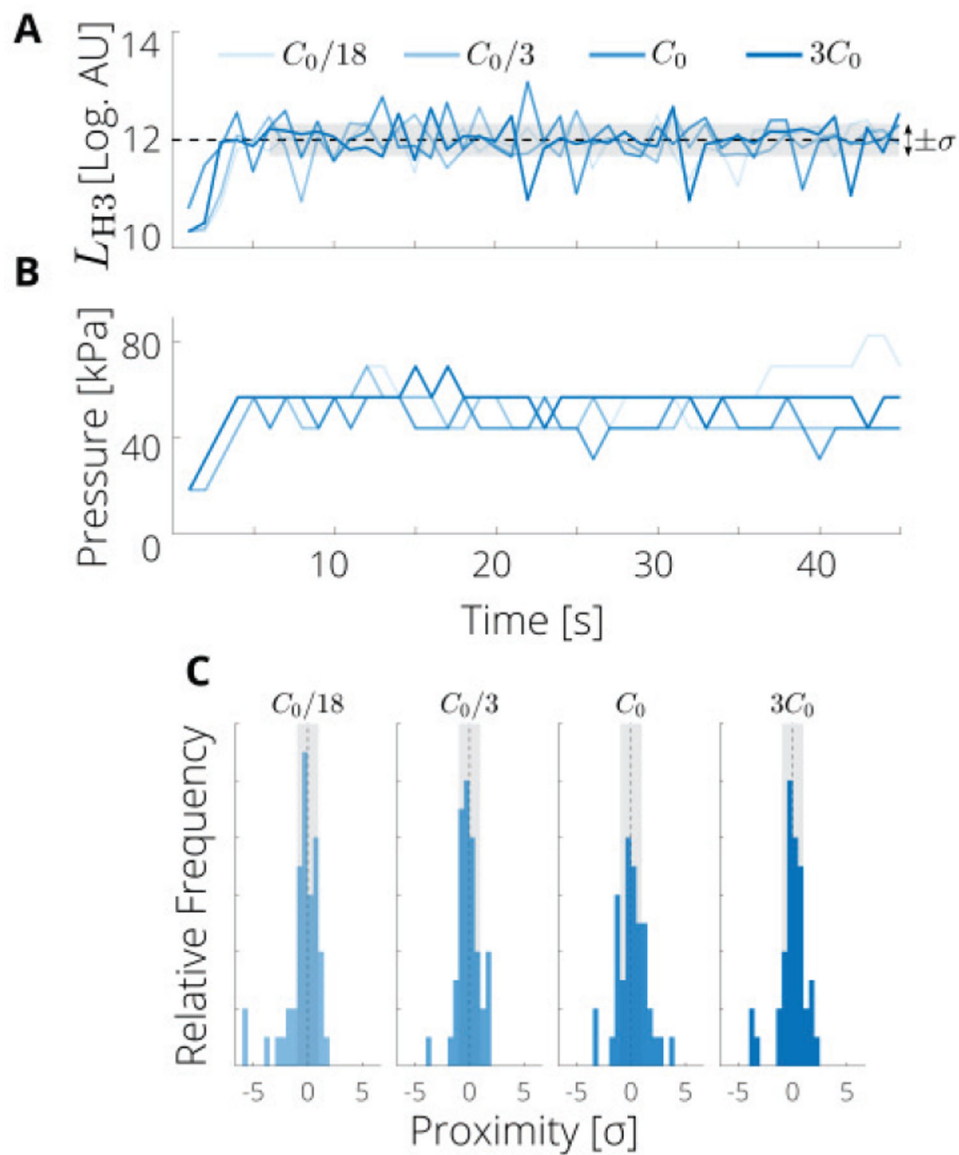 A
L_H3 [Log. AU]
14
12
10
C₀/18 C₀/3 C₀ 3C₀
±σ
B
Pressure [kPa]
80
40
0
10 20 30 40
Time [s]
C
C₀/18 C₀/3 C₀ 3C₀
Relative Frequency
-5 0 5 -5 0 5 -5 0 5 -5 0 5
Proximity [σ]